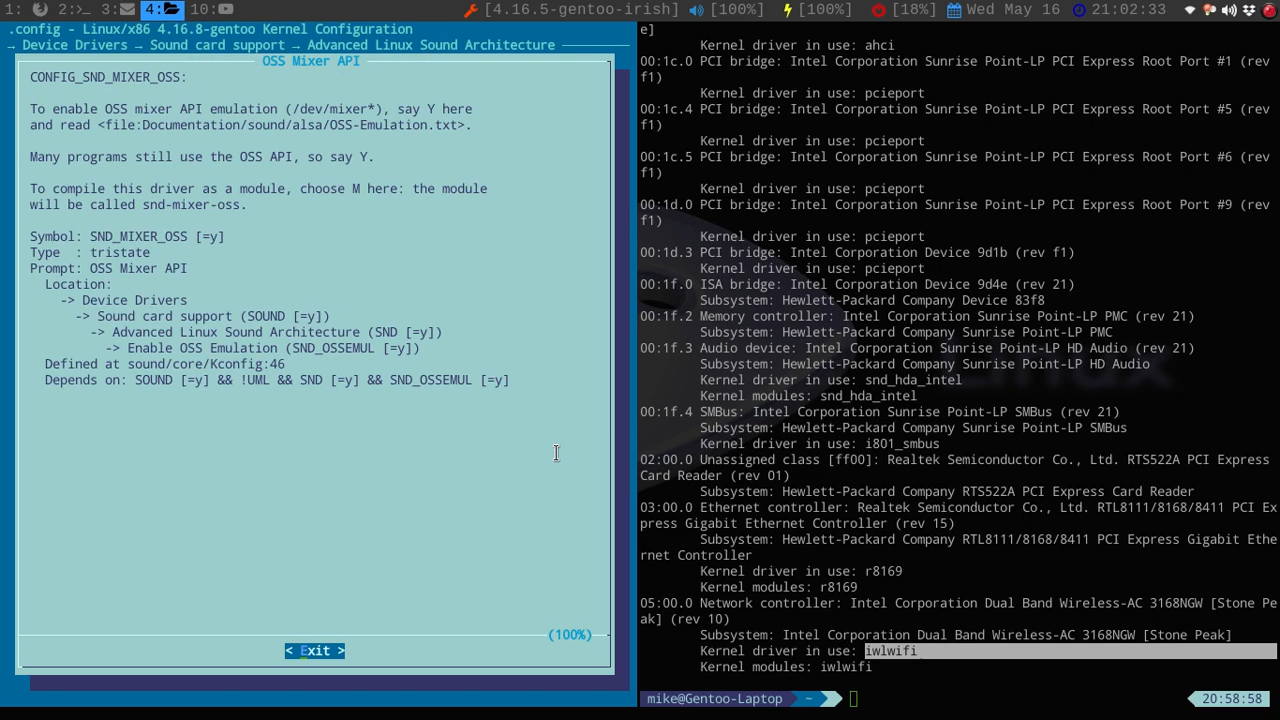 1: 2: 3: 4: 10: [4.16.5-gentoo-irish] [100%] [100%] [18%] Wed May 16 21:02:33
.config - Linux/x86 4.16.8-gentoo Kernel Configuration
→ Device Drivers → Sound card support → Advanced Linux Sound Architecture
OSS Mixer API
CONFIG_SND_MIXER_OSS:
To enable OSS mixer API emulation (/dev/mixer*), say Y here
and read <file:Documentation/sound/alsa/OSS-Emulation.txt>.
Many programs still use the OSS API, so say Y.
To compile this driver as a module, choose M here: the module
will be called snd-mixer-oss.
Symbol: SND_MIXER_OSS [=y]
Type  : tristate
Prompt: OSS Mixer API
Location:
-> Device Drivers
-> Sound card support (SOUND [=y])
-> Advanced Linux Sound Architecture (SND [=y])
-> Enable OSS Emulation (SND_OSSEMUL [=y])
Defined at sound/core/Kconfig:46
Depends on: SOUND [=y] && !UML && SND [=y] && SND_OSSEMUL [=y]
(100%)
< Exit >
e]
Kernel driver in use: ahci
00:1c.0 PCI bridge: Intel Corporation Sunrise Point-LP PCI Express Root Port #1 (rev
f1)
Kernel driver in use: pcieport
00:1c.4 PCI bridge: Intel Corporation Sunrise Point-LP PCI Express Root Port #5 (rev
f1)
Kernel driver in use: pcieport
00:1c.5 PCI bridge: Intel Corporation Sunrise Point-LP PCI Express Root Port #6 (rev
f1)
Kernel driver in use: pcieport
00:1d.0 PCI bridge: Intel Corporation Sunrise Point-LP PCI Express Root Port #9 (rev
f1)
Kernel driver in use: pcieport
00:1d.3 PCI bridge: Intel Corporation Device 9d1b (rev f1)
Kernel driver in use: pcieport
00:1f.0 ISA bridge: Intel Corporation Device 9d4e (rev 21)
Subsystem: Hewlett-Packard Company Device 83f8
00:1f.2 Memory controller: Intel Corporation Sunrise Point-LP PMC (rev 21)
Subsystem: Hewlett-Packard Company Sunrise Point-LP PMC
00:1f.3 Audio device: Intel Corporation Sunrise Point-LP HD Audio (rev 21)
Subsystem: Hewlett-Packard Company Sunrise Point-LP HD Audio
Kernel driver in use: snd_hda_intel
Kernel modules: snd_hda_intel
00:1f.4 SMBus: Intel Corporation Sunrise Point-LP SMBus (rev 21)
Subsystem: Hewlett-Packard Company Sunrise Point-LP SMBus
Kernel driver in use: i801_smbus
02:00.0 Unassigned class [ff00]: Realtek Semiconductor Co., Ltd. RTS522A PCI Express
Card Reader (rev 01)
Subsystem: Hewlett-Packard Company RTS522A PCI Express Card Reader
03:00.0 Ethernet controller: Realtek Semiconductor Co., Ltd. RTL8111/8168/8411 PCI Ex
press Gigabit Ethernet Controller (rev 15)
Subsystem: Hewlett-Packard Company RTL8111/8168/8411 PCI Express Gigabit Ethe
rnet Controller
Kernel driver in use: r8169
Kernel modules: r8169
05:00.0 Network controller: Intel Corporation Dual Band Wireless-AC 3168NGW [Stone Pe
ak] (rev 10)
Subsystem: Intel Corporation Dual Band Wireless-AC 3168NGW [Stone Peak]
Kernel driver in use: iwlwifi
Kernel modules: iwlwifi
mike@Gentoo-Laptop ~ 20:58:58